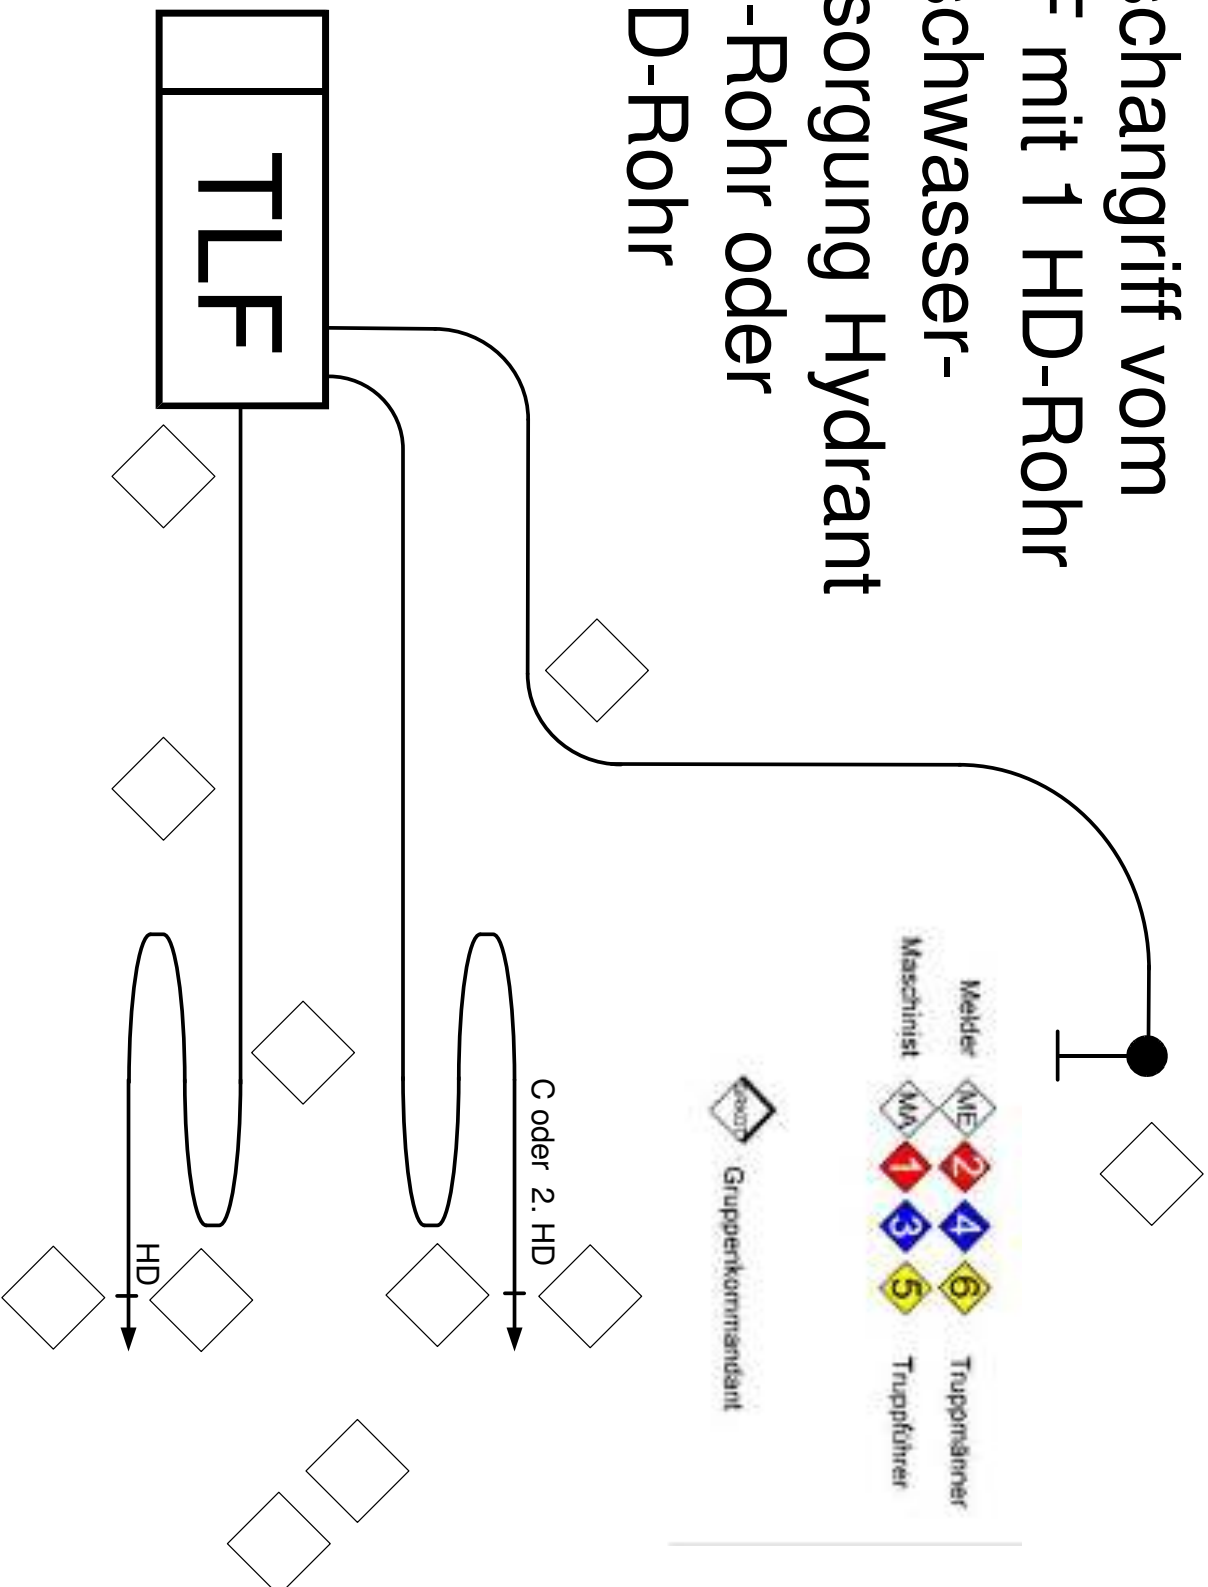 schangriff vom
F mit 1 HD-Rohr
schwasser-
sorgung Hydrant
-Rohr oder
D-Rohr
TLF
Melder ME 2 4 6 Truppmänner
Maschinist MA 1 3 5 Truppführer
GRKDT Gruppenkommandant
C oder 2. HD
HD